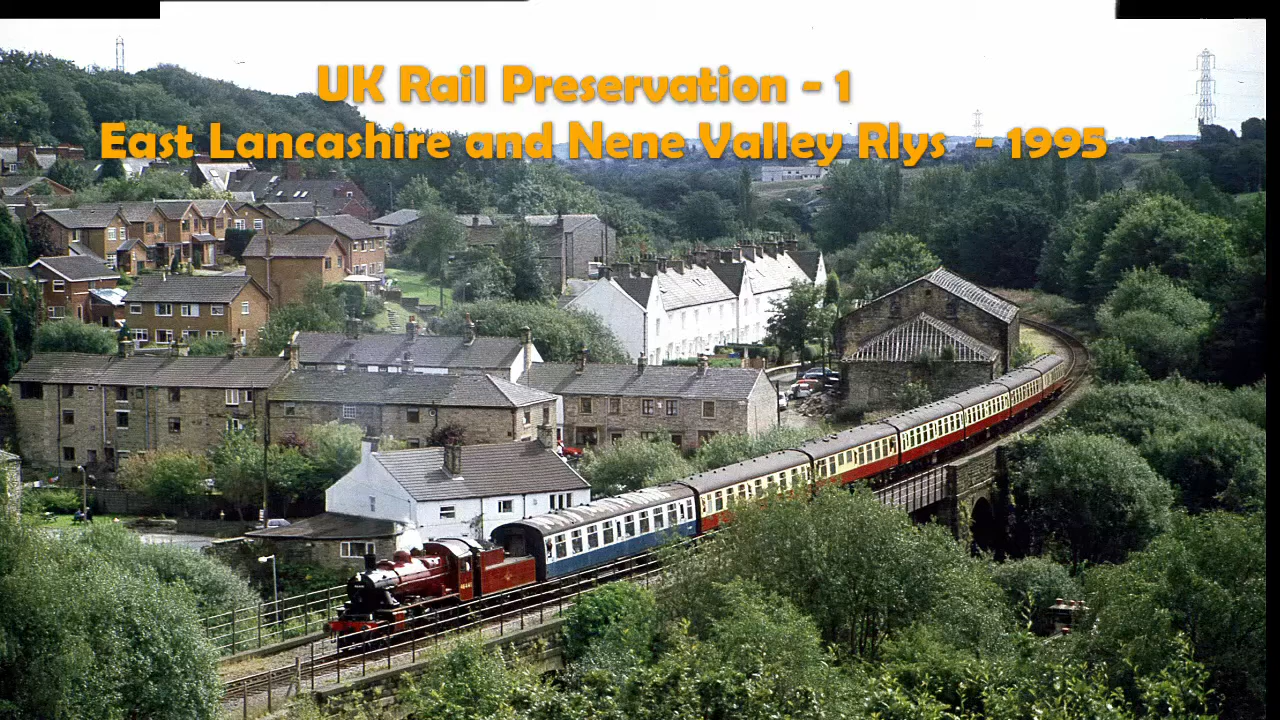 UK Rail Preservation - 1
East Lancashire and Nene Valley Rlys - 1995